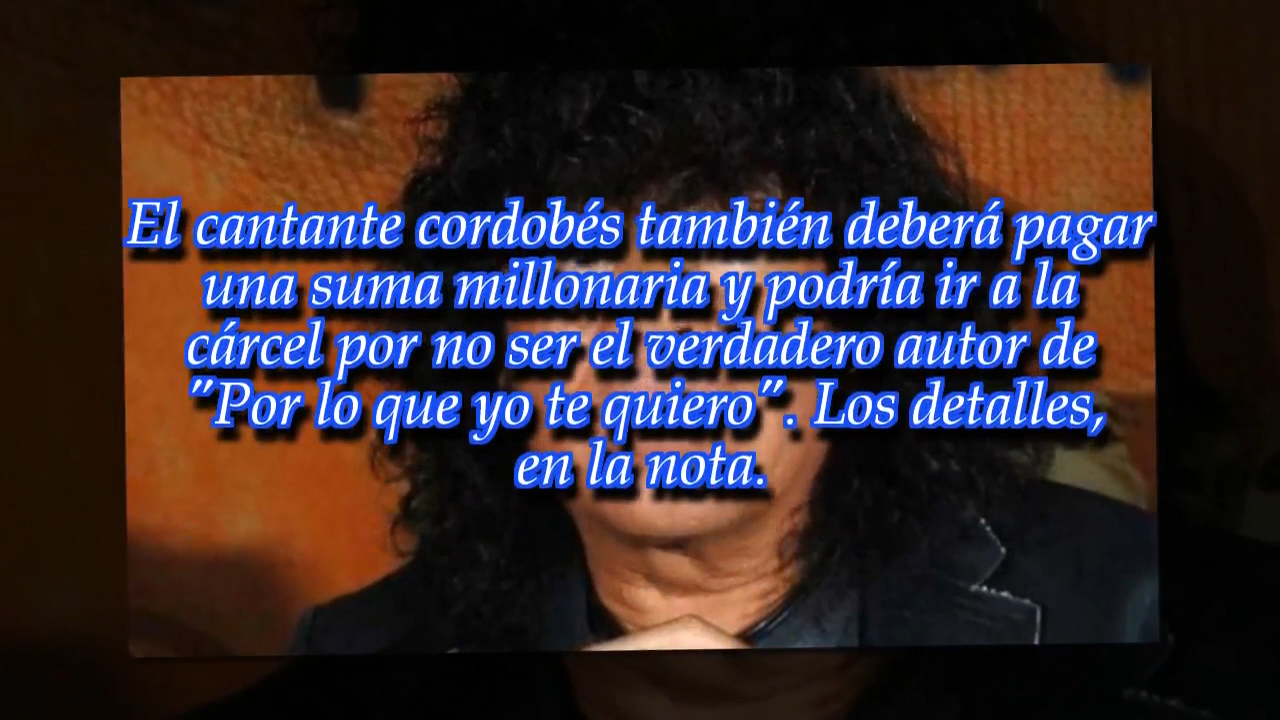 El cantante cordobés también deberá pagar
una suma millonaria y podría ir a la
cárcel por no ser el verdadero autor de
"Por lo que yo te quiero". Los detalles,
en la nota.